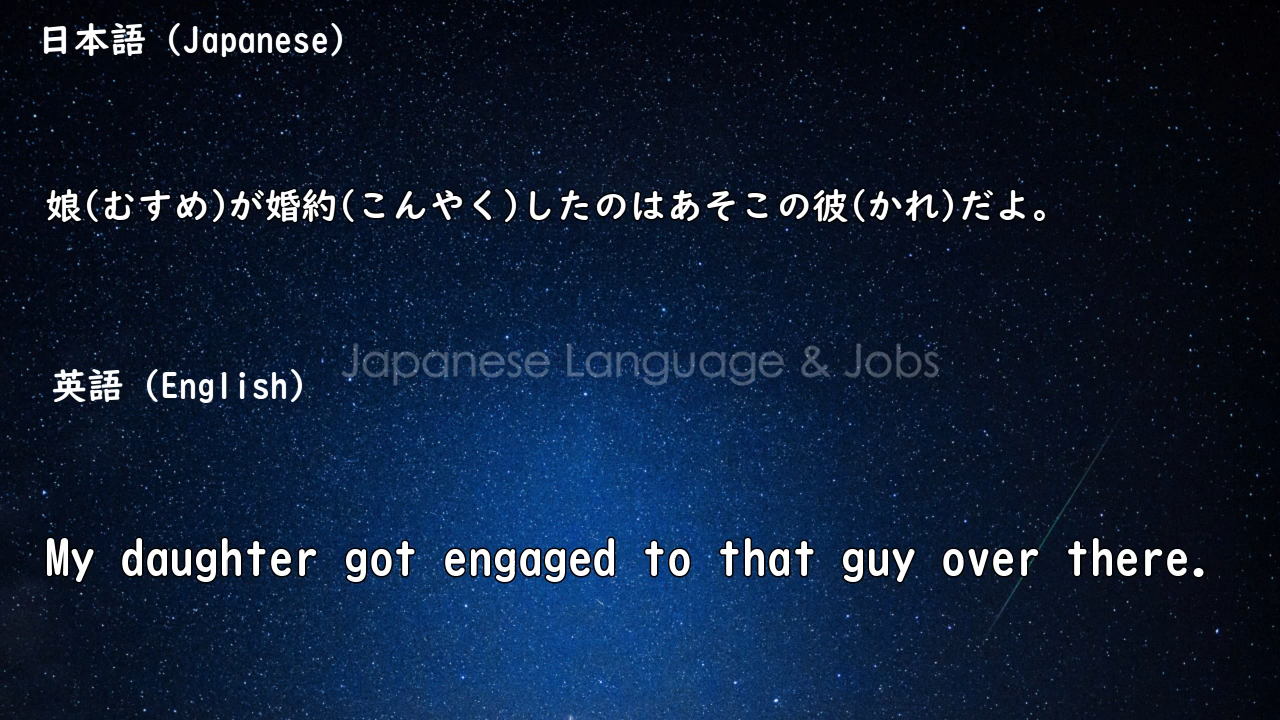 日本語（Japanese）
娘(むすめ)が婚約(こんやく)したのはあそこの彼(かれ)だよ。
Japanese Language & Jobs
英語（English）
My daughter got engaged to that guy over there.